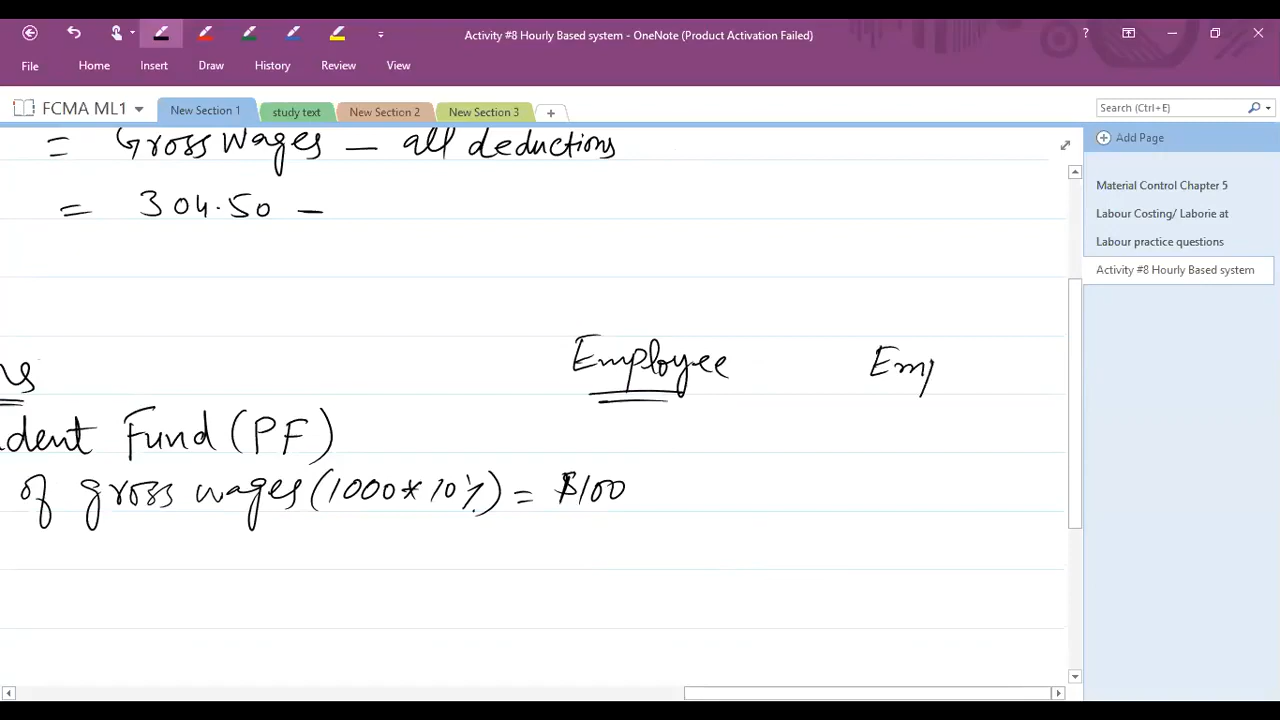 Activity #8 Hourly Based system - OneNote (Product Activation Failed)
?
File Home Insert Draw History Review View
FCMA ML1 New Section 1 study text New Section 2 New Section 3 +
Search (Ctrl+E)
Add Page
Material Control Chapter 5
Labour Costing/ Laborie at
Labour practice questions
Activity #8 Hourly Based system
= Gross Wages — all deductions
= 304.50 —
ns Employee Emp
dent Fund (PF)
of gross wages (1000*10%) = $100